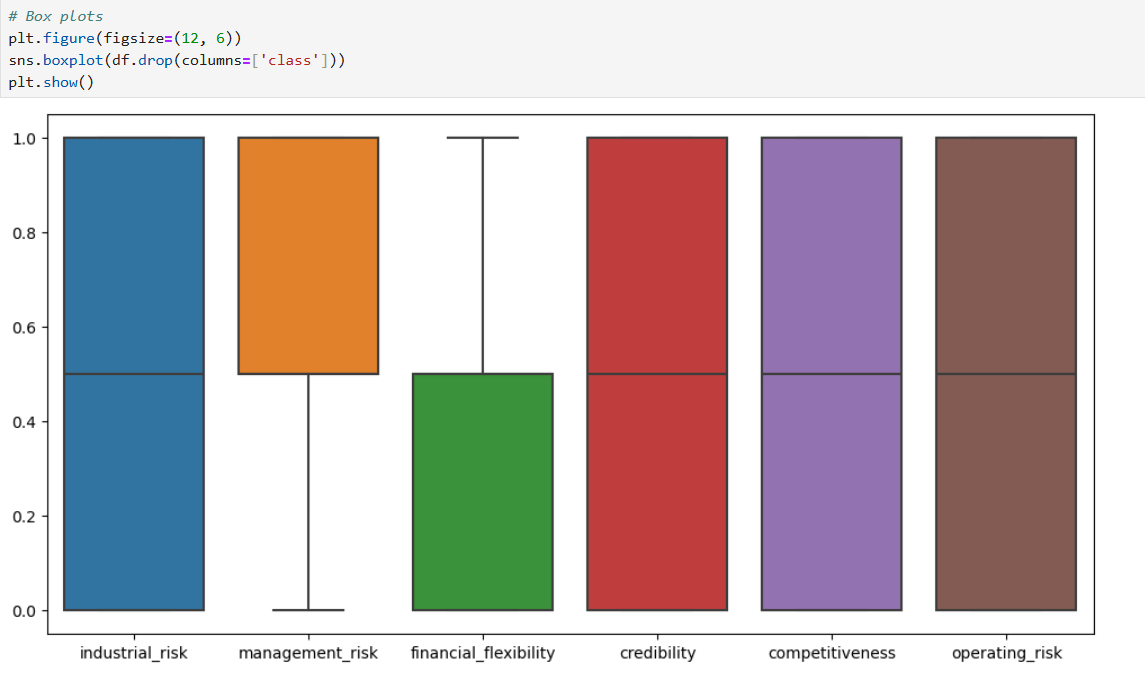 # Box plots
plt.figure(figsize=(12, 6))
sns.boxplot(df.drop(columns=['class']))
plt.show()
1.0
0.8
0.6
0.4
0.2
0.0
industrial_risk management_risk financial_flexibility credibility competitiveness operating_risk